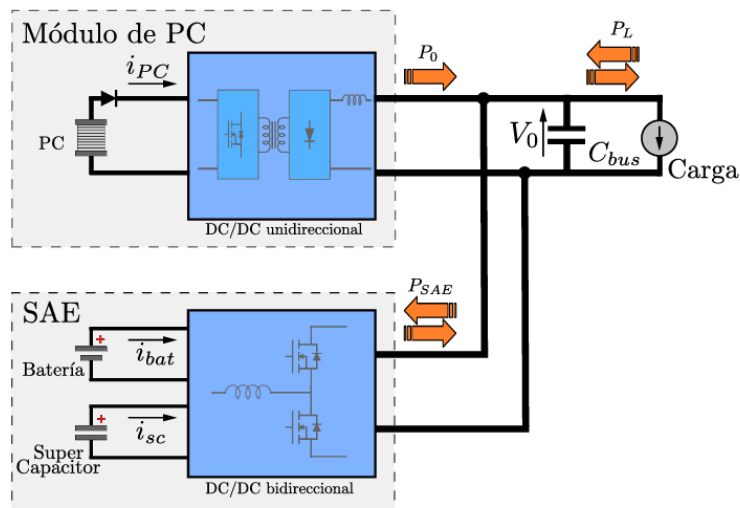 Módulo de PC
i_PC
PC
DC/DC unidireccional
P_0
P_L
V_0
C_bus
Carga
SAE
P_SAE
+
i_bat
Batería
+
i_sc
Super
Capacitor
DC/DC bidireccional